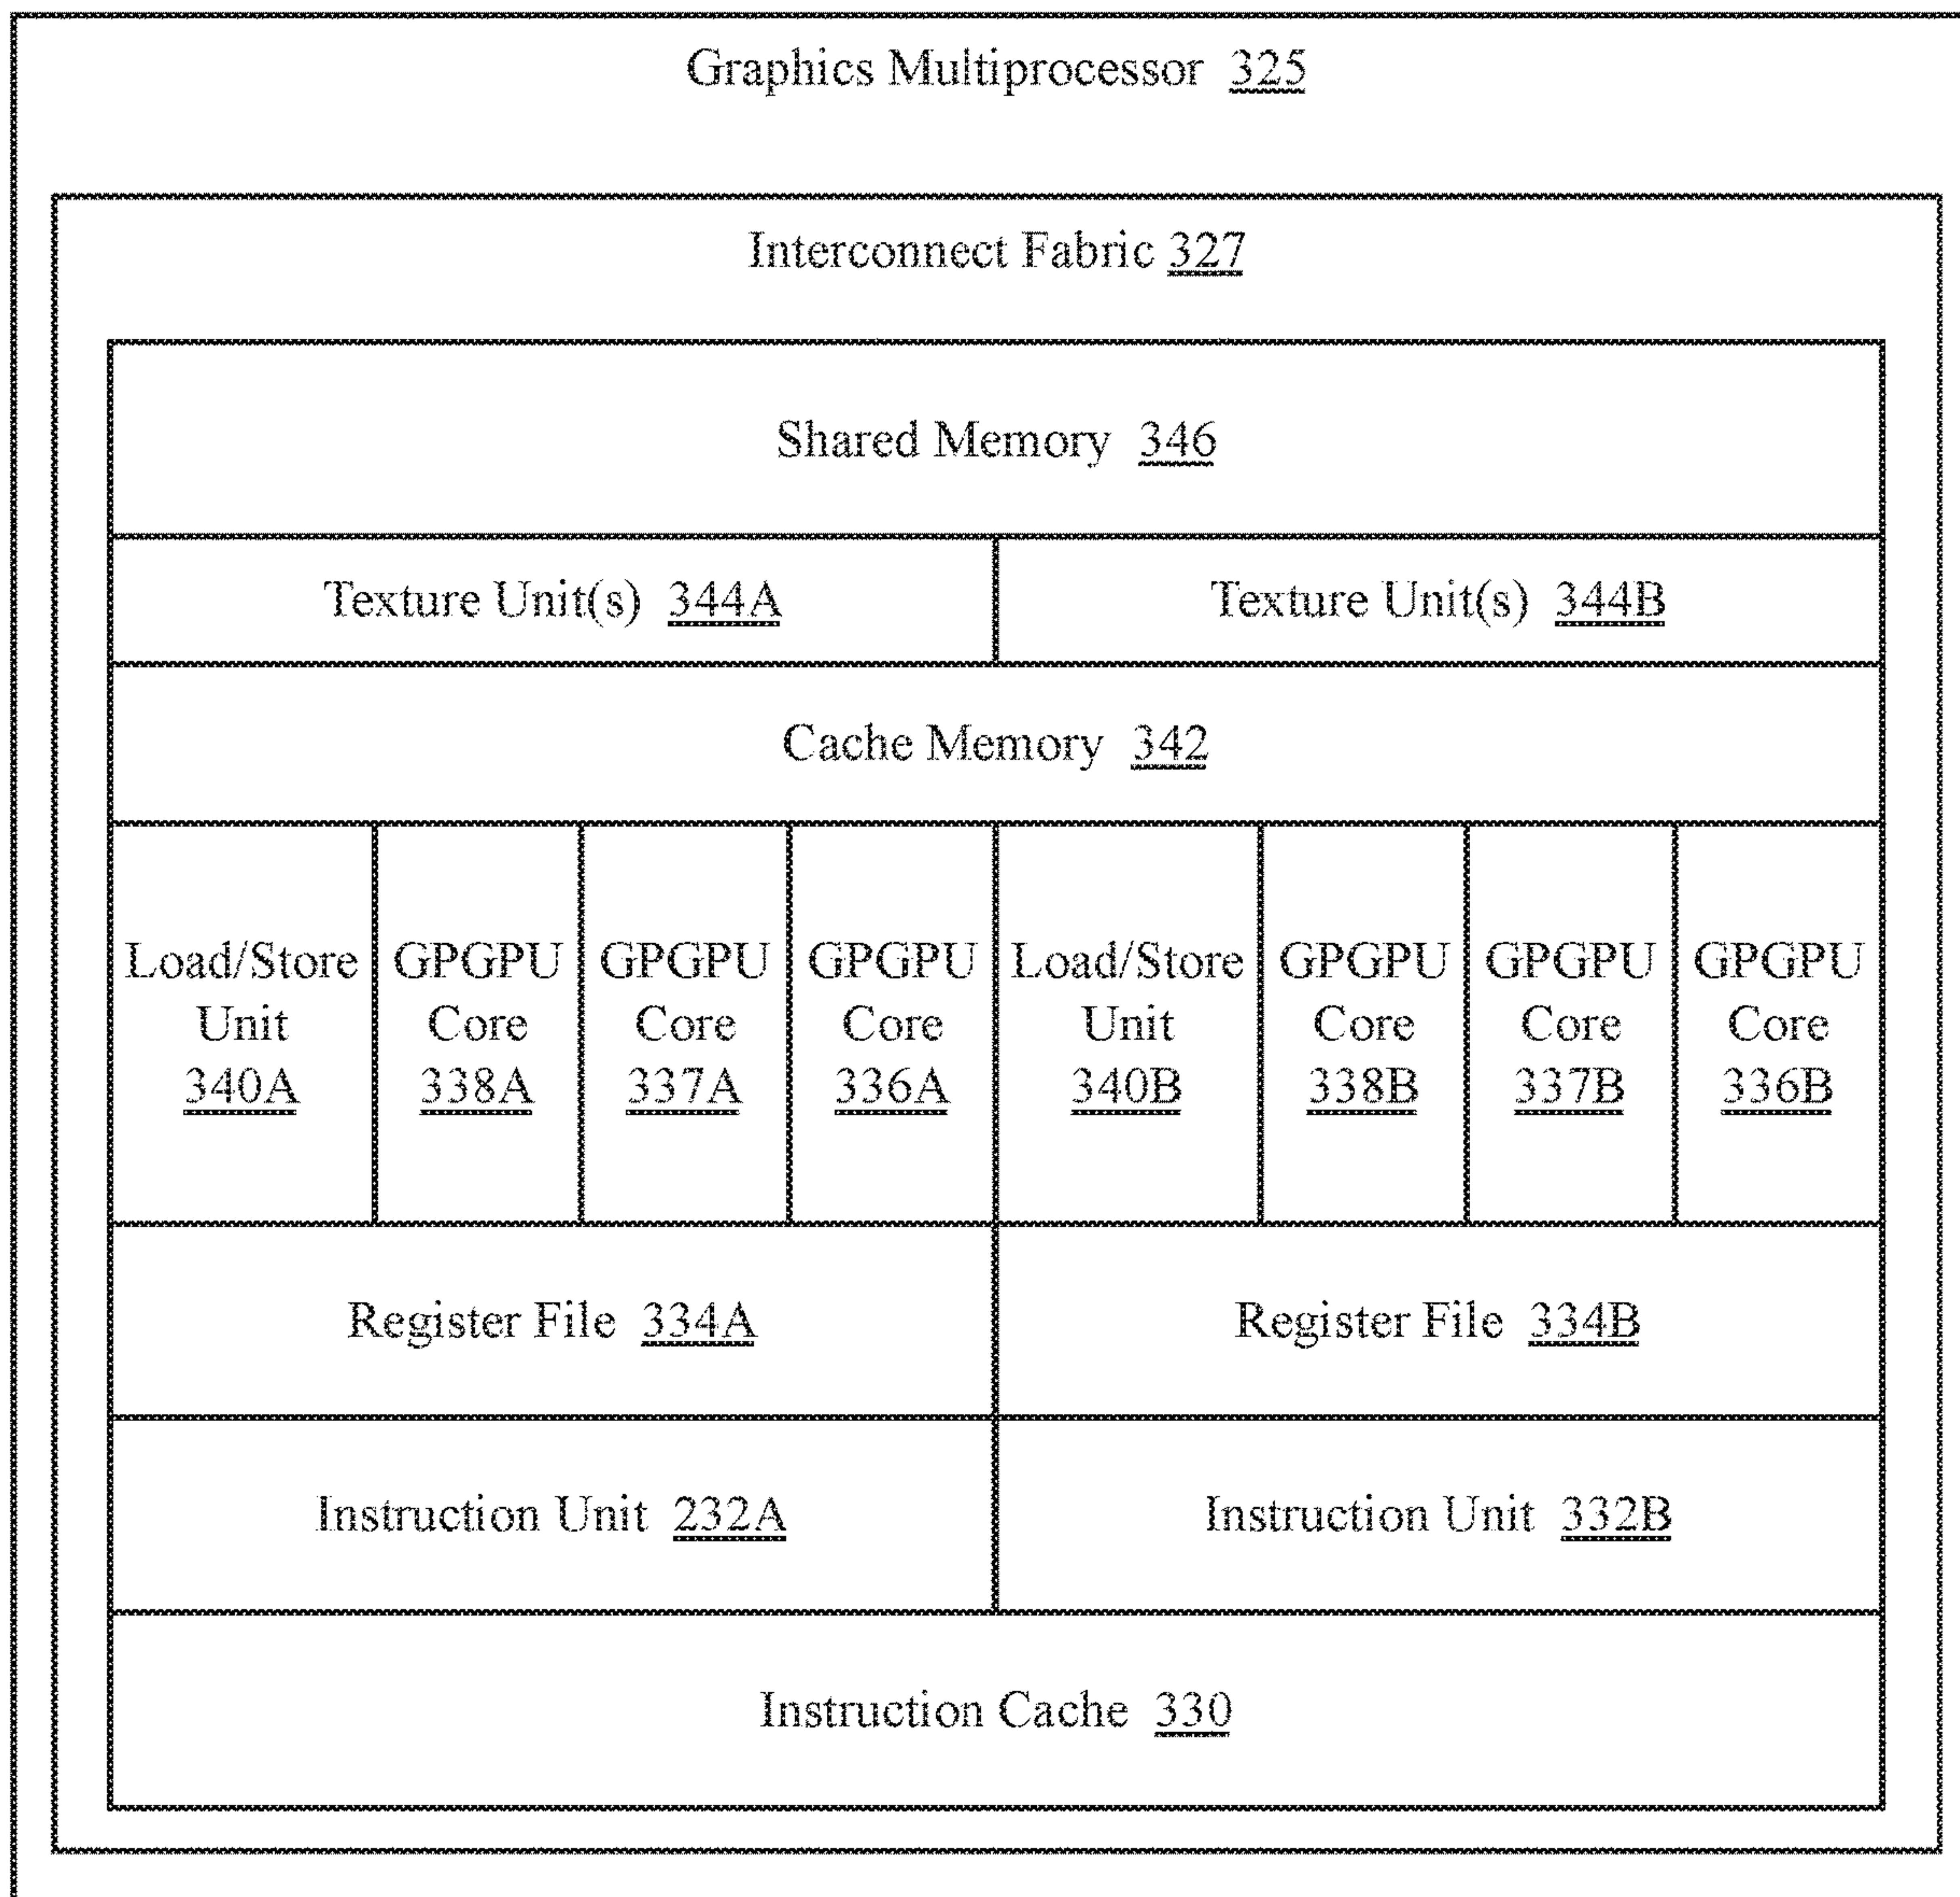 Graphics Multiprocessor 325
Interconnect Fabric 327
Shared Memory 346
Texture Unit(s) 344A
Texture Unit(s) 344B
Cache Memory 342
Load/Store
Unit
340A
GPGPU
Core
338A
GPGPU
Core
337A
GPGPU
Core
336A
Load/Store
Unit
340B
GPGPU
Core
338B
GPGPU
Core
337B
GPGPU
Core
336B
Register File 334A
Register File 334B
Instruction Unit 232A
Instruction Unit 332B
Instruction Cache 330